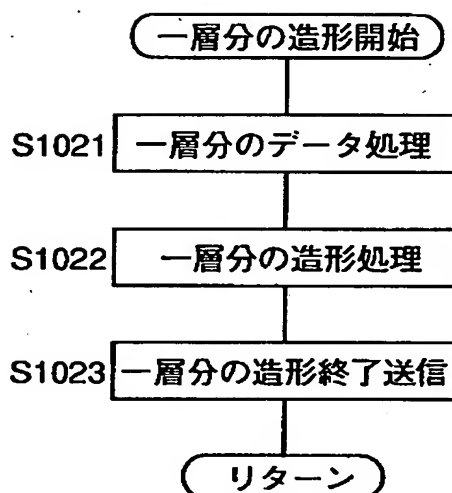 一層分の造形開始
S1021 一層分のデータ処理
S1022 一層分の造形処理
S1023 一層分の造形終了送信
リターン